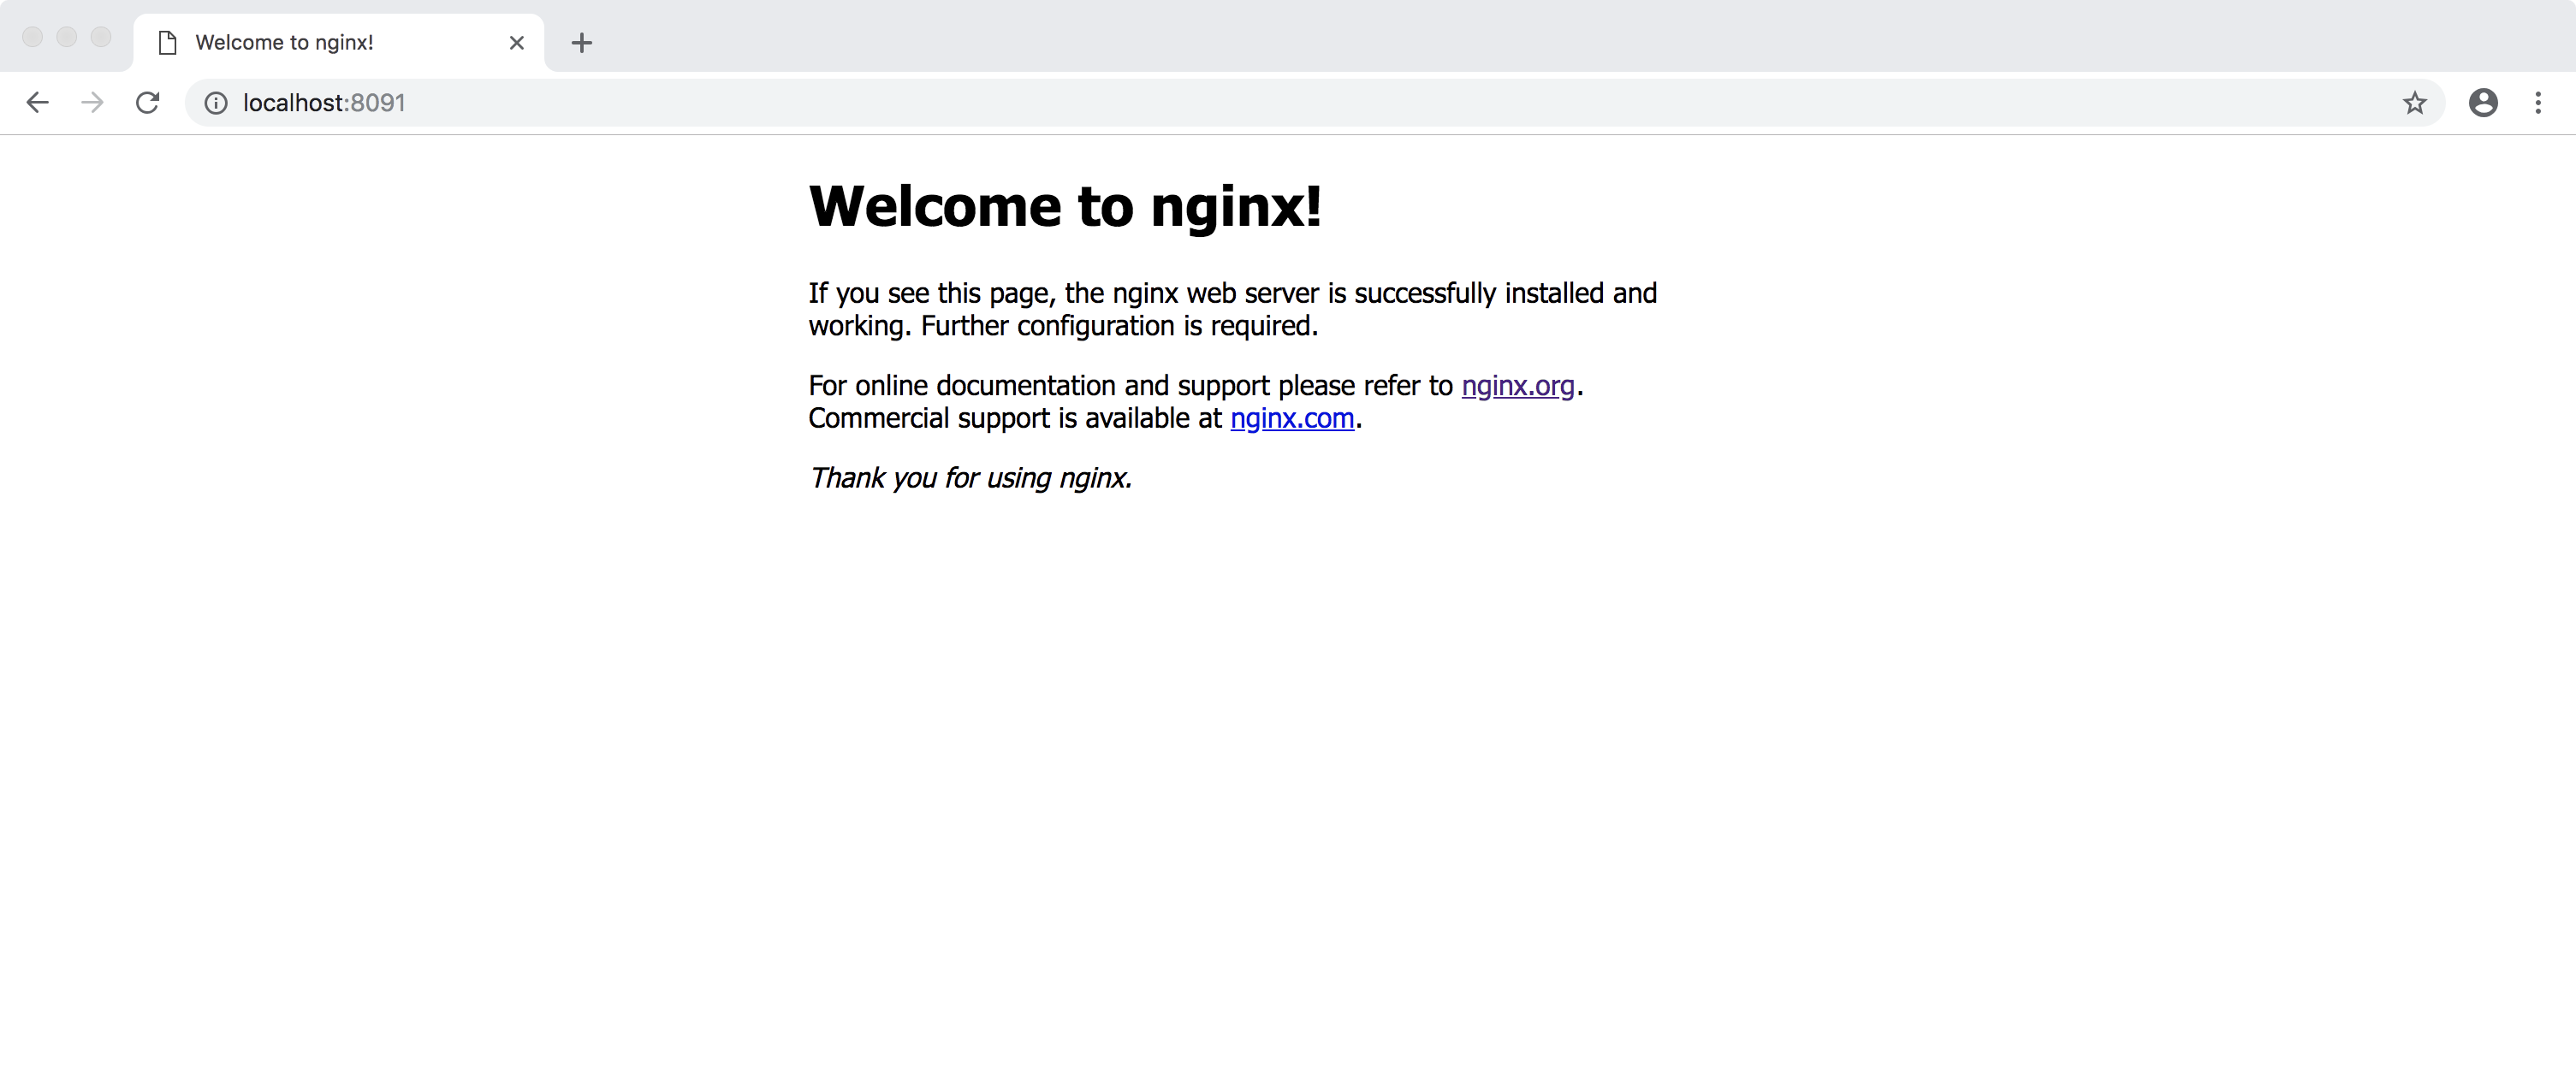 Welcome to nginx!
localhost:8091
Welcome to nginx!
If you see this page, the nginx web server is successfully installed and
working. Further configuration is required.
For online documentation and support please refer to nginx.org.
Commercial support is available at nginx.com.
Thank you for using nginx.